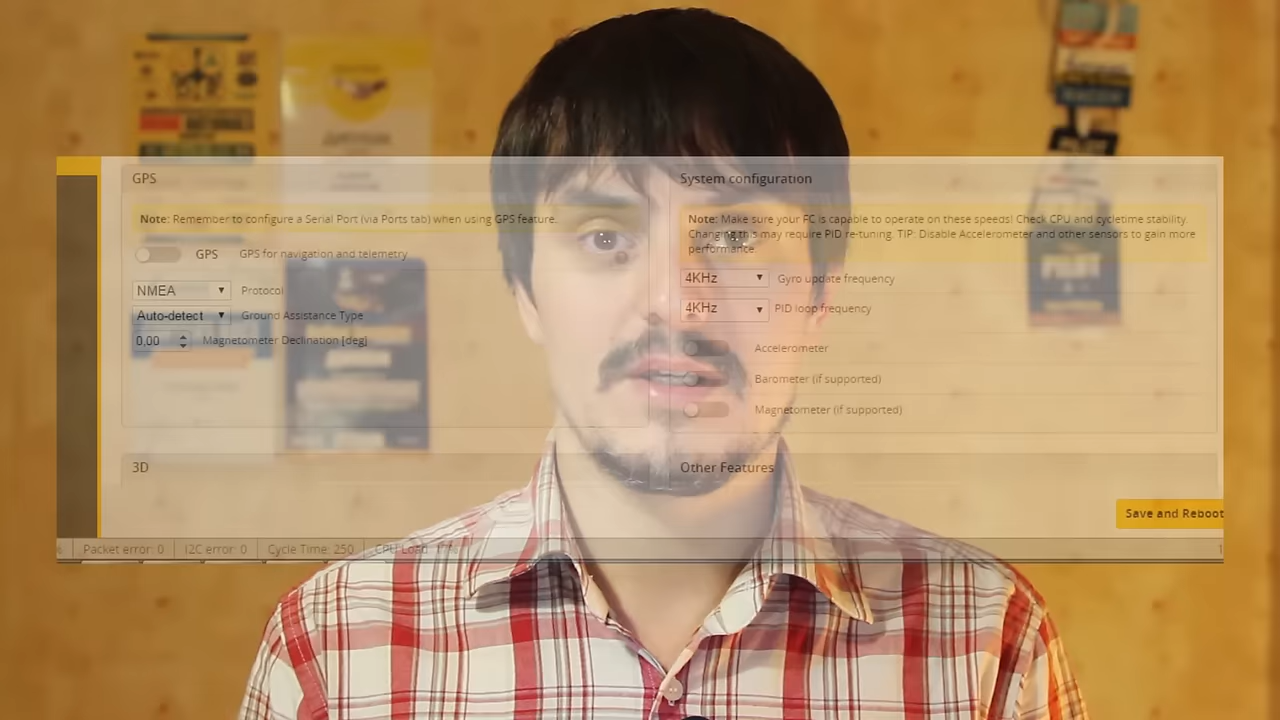 GPS
Note: Remember to configure a Serial Port (via Ports tab) when using GPS feature.
GPS GPS for navigation and telemetry
NMEA Protocol
Auto-detect Ground Assistance Type
0,00 Magnetometer Declination [deg]
3D
System configuration
Note: Make sure your FC is capable to operate on these speeds! Check CPU and cycletime stability.
Changing this may require PID re-tuning. TIP: Disable Accelerometer and other sensors to gain more
performance.
4KHz Gyro update frequency
4KHz PID loop frequency
Accelerometer
Barometer (if supported)
Magnetometer (if supported)
Other Features
Save and Reboot
% Packet error: 0 I2C error: 0 Cycle Time: 250 CPU Load:
PILOT